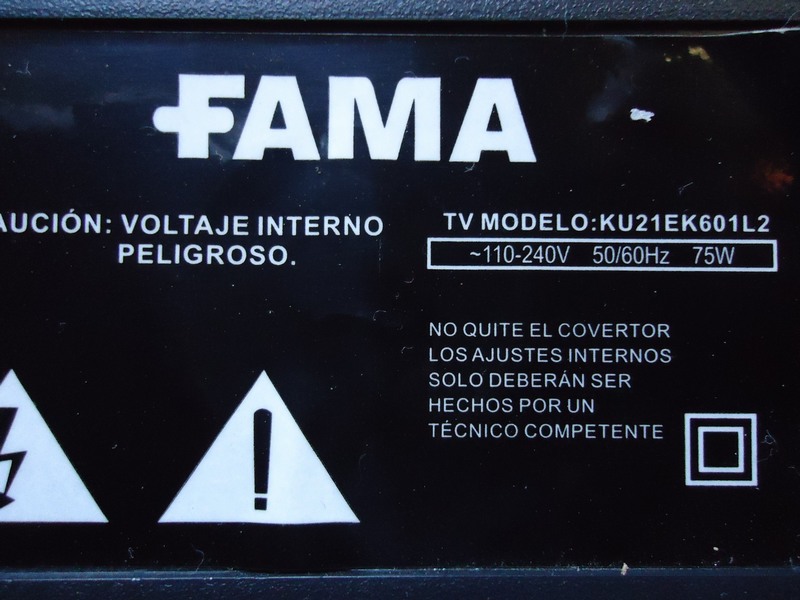 FAMA
AUCIÓN: VOLTAJE INTERNO
PELIGROSO.
TV MODELO:KU21EK601L2
~110-240V 50/60Hz 75W
NO QUITE EL COVERTOR
LOS AJUSTES INTERNOS
SOLO DEBERÁN SER
HECHOS POR UN
TÉCNICO COMPETENTE